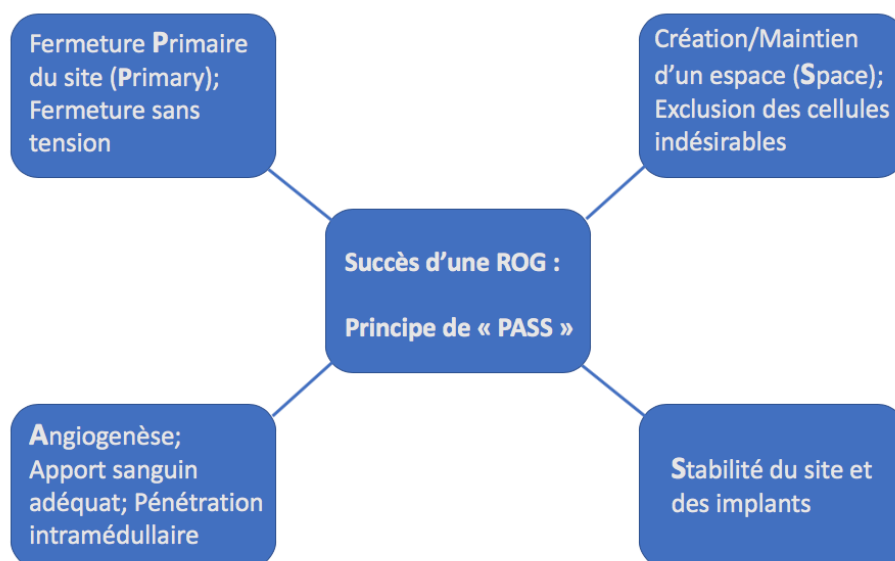 Fermeture Primaire
du site (Primary);
Fermeture sans
tension
Création/Maintien
d’un espace (Space);
Exclusion des cellules
indésirables
Succès d’une ROG :
Principe de « PASS »
Angiogenèse;
Apport sanguin
adéquat; Pénétration
intramédullaire
Stabilité du site et
des implants